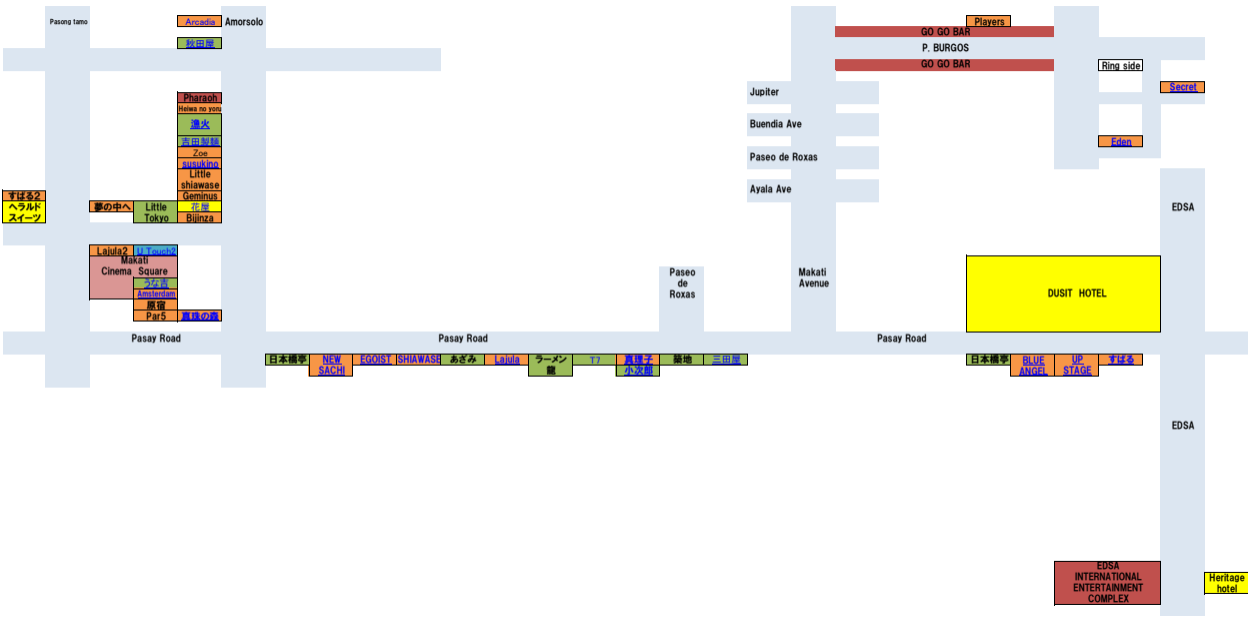 Pasong tamo
Arcadia
Amorsolo
Players
GO GO BAR
秋田屋
P. BURGOS
GO GO BAR
Ring side
Secret
Jupiter
Pharaoh
Heiwa no yoru
漁火
Buendia Ave
吉田製麺
Eden
Zoe
Paseo de Roxas
susukino
Little
shiawase
Ayala Ave
すばる2
Geminus
ヘラルド
スイーツ
夢の中へ
Little
Tokyo
花屋
Bijinza
EDSA
Lajula2
U Touch2
Makati
Cinema Square
うな吉
Amsterdam
原宿
Par5
真珠の森
Paseo
de
Roxas
Makati
Avenue
DUSIT HOTEL
Pasay Road
Pasay Road
Pasay Road
日本橋亭
NEW
SACHI
EGOIST
SHIAWASE
あざみ
Lajula
ラーメン
龍
T7
真理子
小次郎
築地
三田屋
日本橋亭
BLUE
ANGEL
UP
STAGE
すばる
EDSA
EDSA
INTERNATIONAL
ENTERTAINMENT
COMPLEX
Heritage
hotel